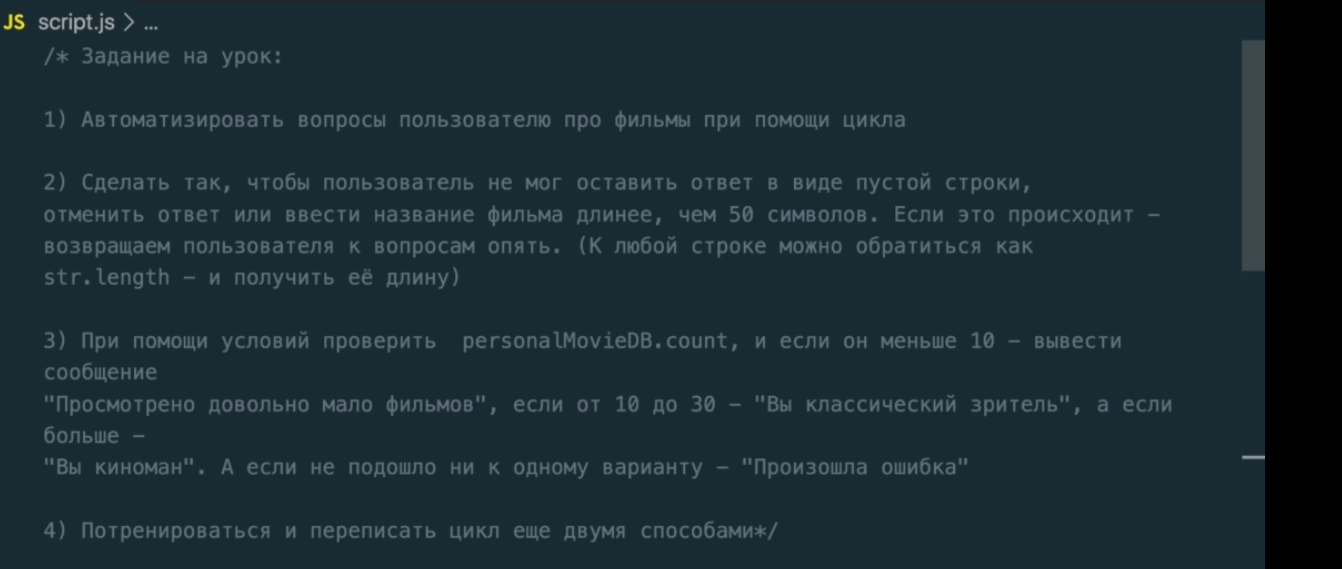 JS script.js > ...
/* Задание на урок:
1) Автоматизировать вопросы пользователю про фильмы при помощи цикла
2) Сделать так, чтобы пользователь не мог оставить ответ в виде пустой строки,
отменить ответ или ввести название фильма длинее, чем 50 символов. Если это происходит –
возвращаем пользователя к вопросам опять. (К любой строке можно обратиться как
str.length – и получить её длину)
3) При помощи условий проверить  personalMovieDB.count, и если он меньше 10 – вывести
сообщение
"Просмотрено довольно мало фильмов", если от 10 до 30 – "Вы классический зритель", а если
больше –
"Вы киноман". А если не подошло ни к одному варианту – "Произошла ошибка"
4) Потренироваться и переписать цикл еще двумя способами*/